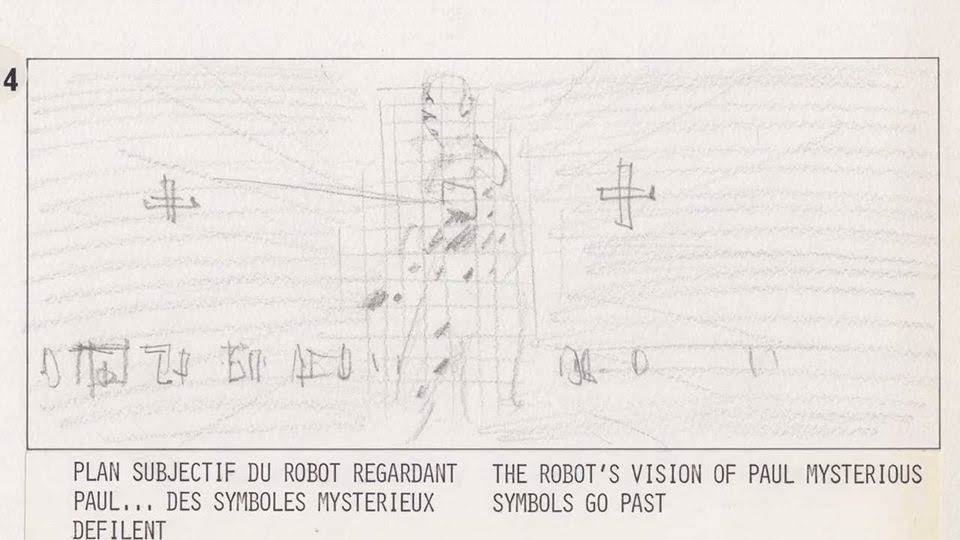 4
PLAN SUBJECTIF DU ROBOT REGARDANT
PAUL... DES SYMBOLES MYSTERIEUX
DEFILENT
THE ROBOT'S VISION OF PAUL MYSTERIOUS
SYMBOLS GO PAST